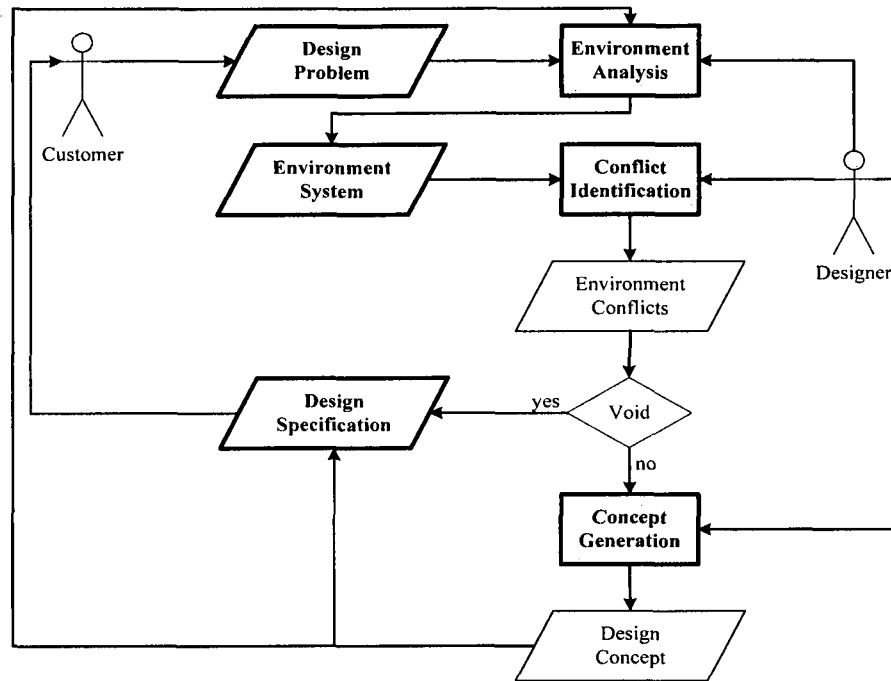 Design
Problem
Environment
Analysis
Customer
Environment
System
Conflict
Identification
Designer
Environment
Conflicts
Design
Specification
yes
Void
no
Concept
Generation
Design
Concept